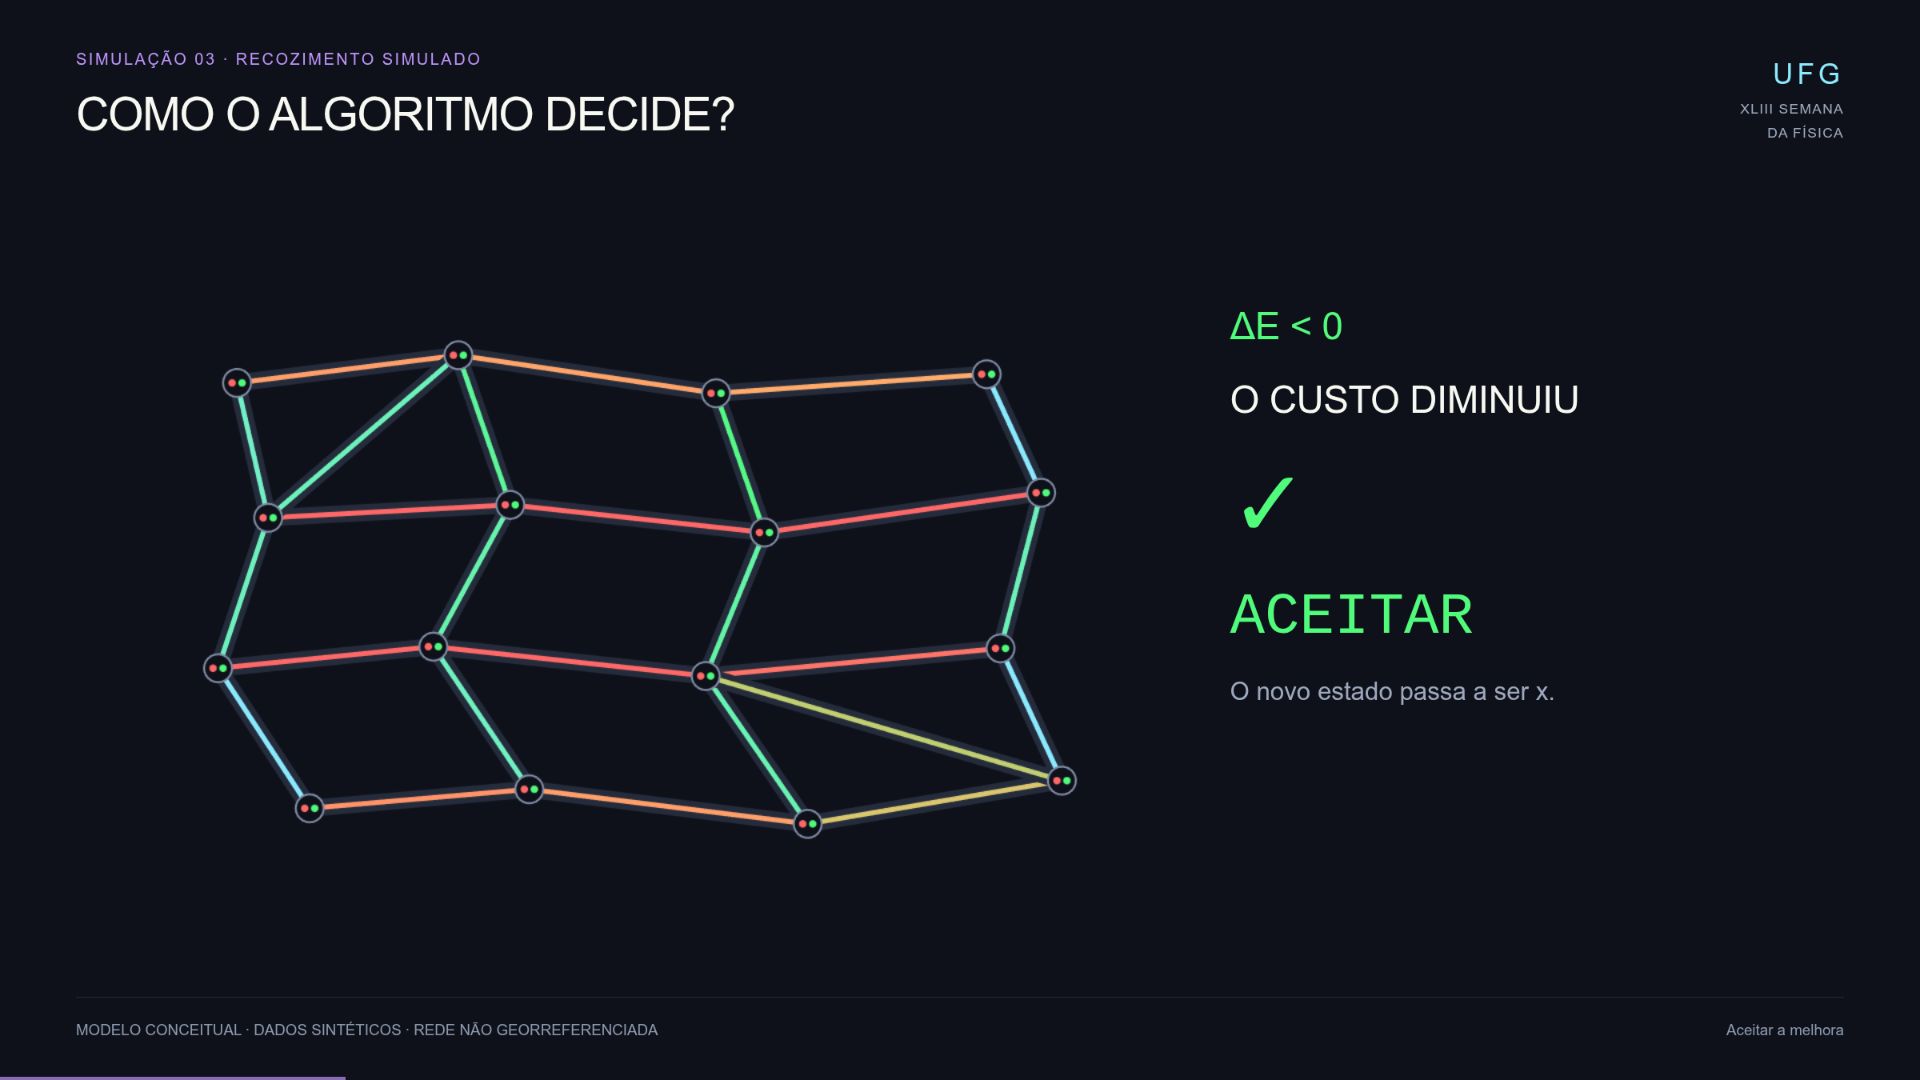 SIMULAÇÃO 03 · RECOZIMENTO SIMULADO
COMO O ALGORITMO DECIDE?
UFG
XLIII SEMANA
DA FÍSICA
ΔE < 0
O CUSTO DIMINUIU
✓
ACEITAR
O novo estado passa a ser x.
MODELO CONCEITUAL · DADOS SINTÉTICOS · REDE NÃO GEORREFERENCIADA
Aceitar a melhora